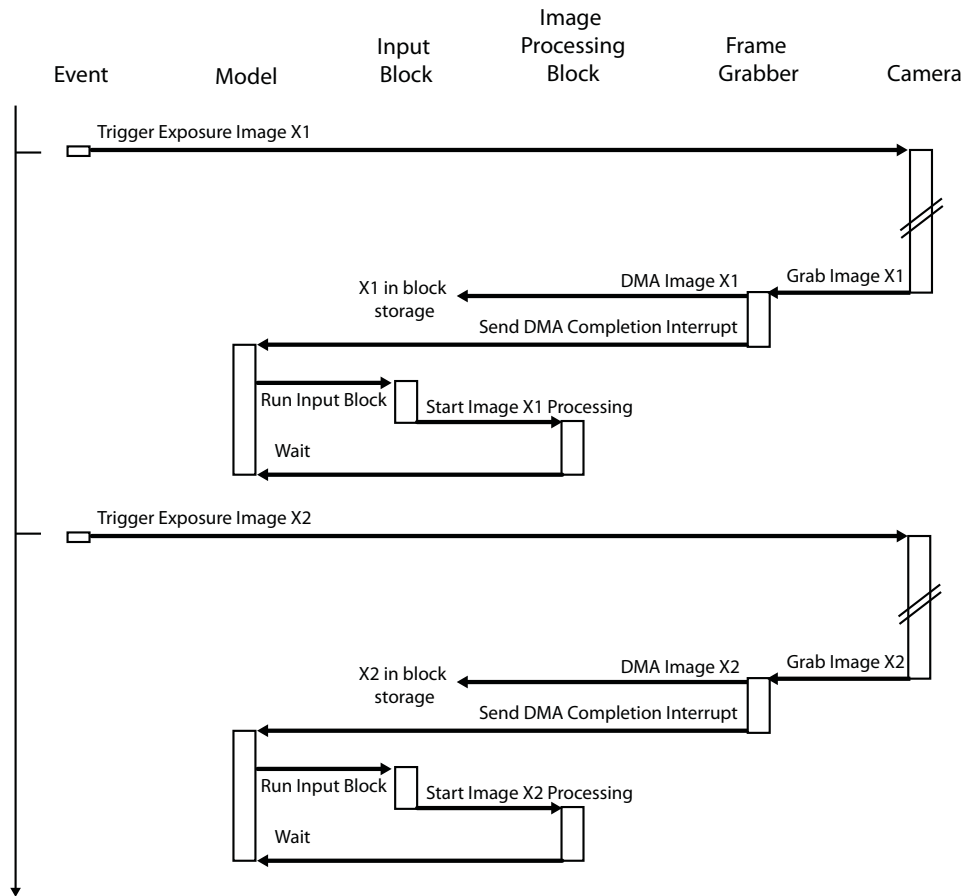 Event
Model
Input
Block
Image
Processing
Block
Frame
Grabber
Camera
Trigger Exposure Image X1
Grab Image X1
DMA Image X1
X1 in block
storage
Send DMA Completion Interrupt
Run Input Block
Start Image X1 Processing
Wait
Trigger Exposure Image X2
Grab Image X2
DMA Image X2
X2 in block
storage
Send DMA Completion Interrupt
Run Input Block
Start Image X2 Processing
Wait